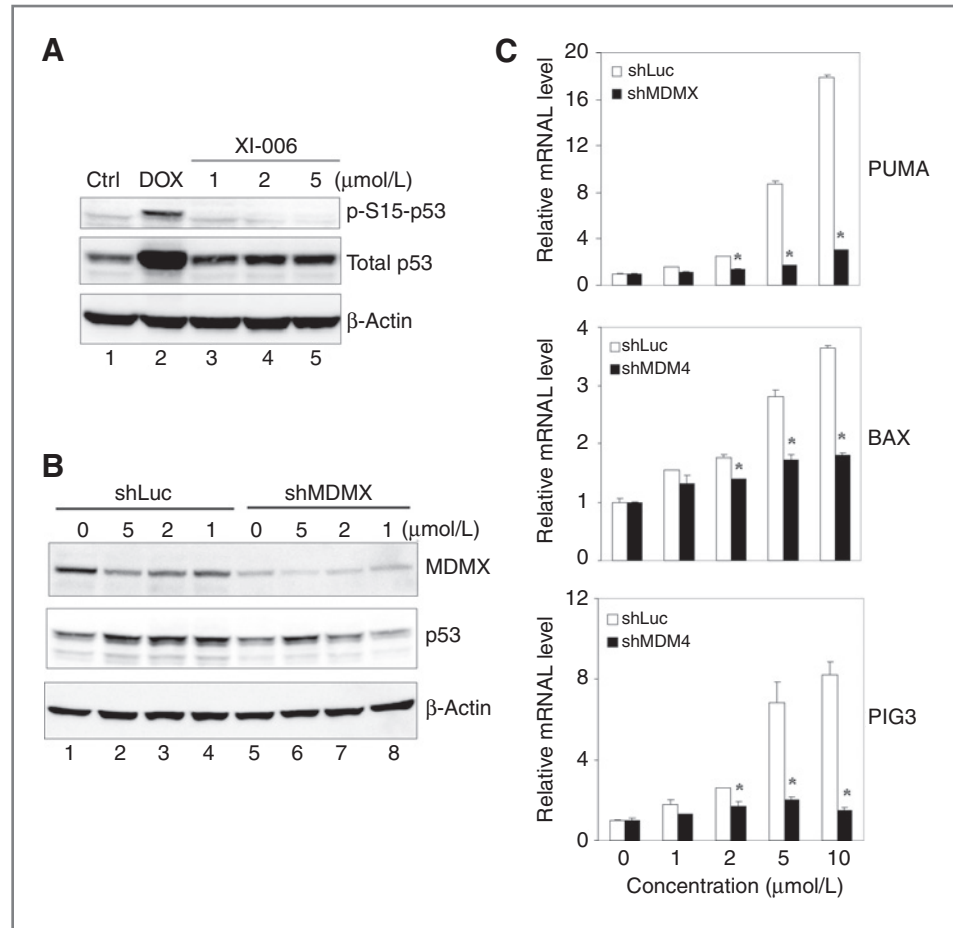 A
XI-006
Ctrl DOX 1 2 5 (μmol/L)
p-S15-p53
Total p53
β-Actin
1 2 3 4 5
B
shLuc shMDMX
0 5 2 1 0 5 2 1 (μmol/L)
MDMX
p53
β-Actin
1 2 3 4 5 6 7 8
C
Relative mRNAL level
20
16
12
8
4
0
shLuc
shMDMX
* * *
PUMA
Relative mRNAL level
4
3
2
1
0
shLuc
shMDM4
* * *
BAX
Relative mRNAL level
12
8
4
0
shLuc
shMDM4
* * *
PIG3
0 1 2 5 10
Concentration (μmol/L)